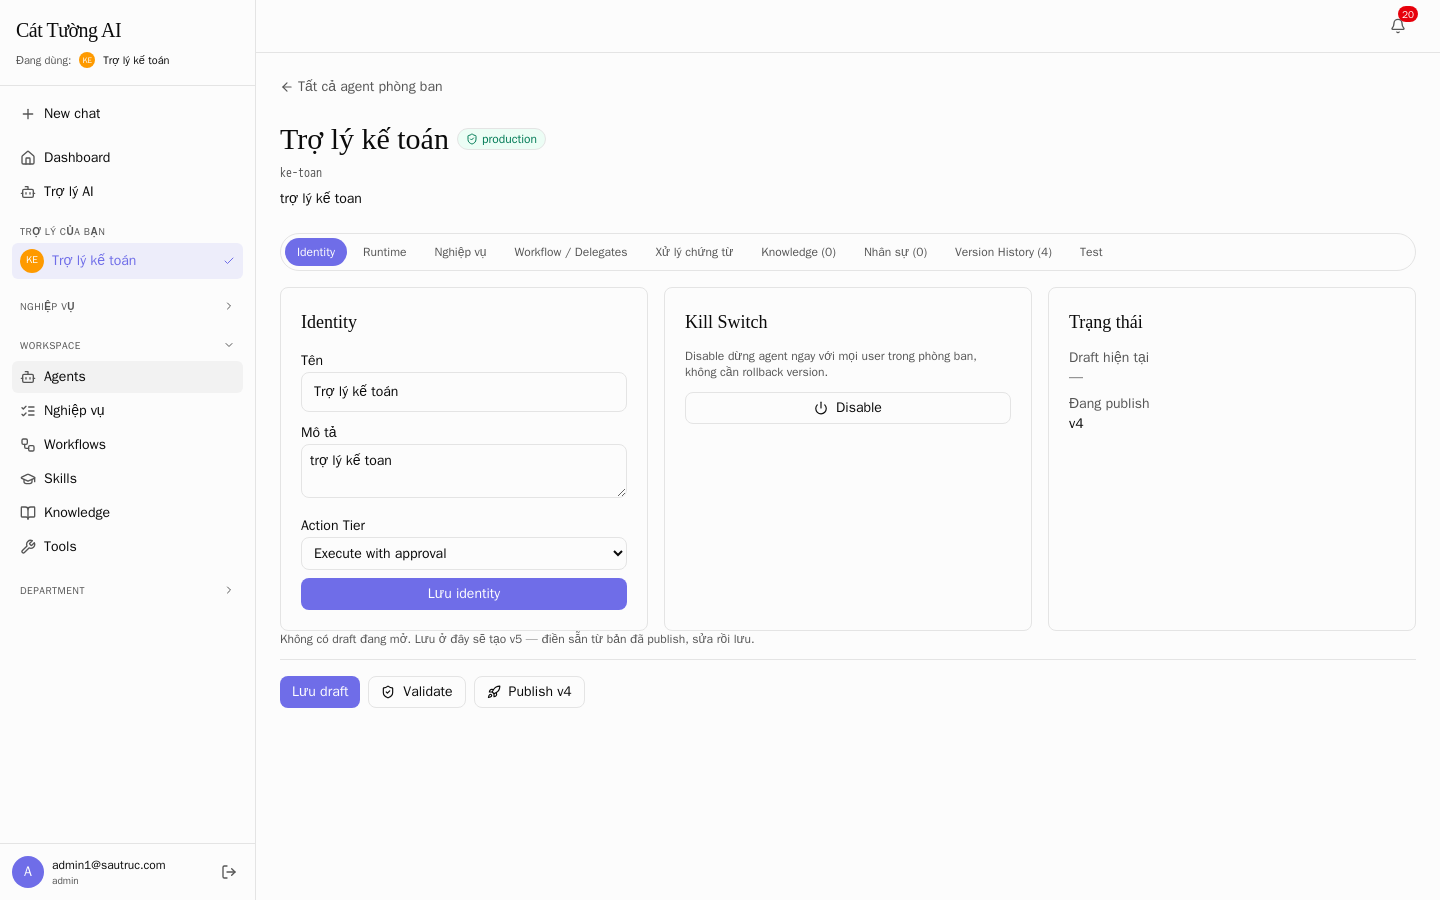 Cát Tường AI
Đang dùng: KE Trợ lý kế toán
New chat
Dashboard
Trợ lý AI
TRỢ LÝ CỦA BẠN
KE Trợ lý kế toán
NGHIỆP VỤ
WORKSPACE
Agents
Nghiệp vụ
Workflows
Skills
Knowledge
Tools
DEPARTMENT
A admin1@sautruc.com
admin
20
Tất cả agent phòng ban
Trợ lý kế toán production
ke-toan
trợ lý kế toan
Identity Runtime Nghiệp vụ Workflow / Delegates Xử lý chứng từ Knowledge (0) Nhân sự (0) Version History (4) Test
Identity
Tên
Trợ lý kế toán
Mô tả
trợ lý kế toan
Action Tier
Execute with approval
Lưu identity
Kill Switch
Disable dừng agent ngay với mọi user trong phòng ban,
không cần rollback version.
Disable
Trạng thái
Draft hiện tại
—
Đang publish
v4
Không có draft đang mở. Lưu ở đây sẽ tạo v5 — điền sẵn từ bản đã publish, sửa rồi lưu.
Lưu draft Validate Publish v4